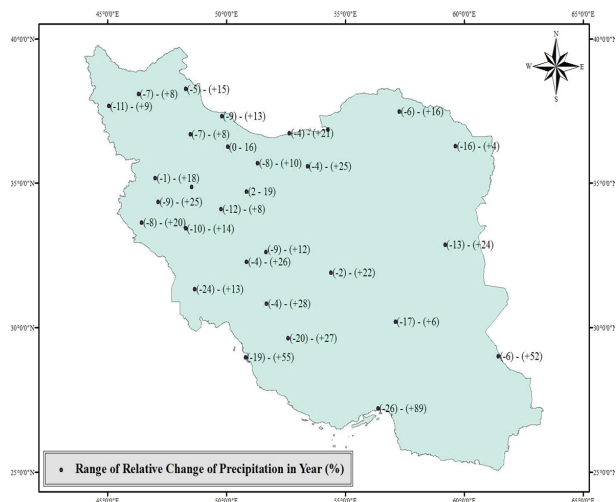 45°0'0"E 50°0'0"E 55°0'0"E 60°0'0"E 65°0'0"E
40°0'0"N 40°0'0"N
N
W E
S
(-5) - (+15)
(-7) - (+8)
(-11) - (+9)
(-6) - (+16)
(-9) - (+13)
(-7) - (+8)
(-4) - (+21)
0 - 16
(-16) - (+4)
(-8) - (+10)
(-4) - (+25)
35°0'0"N 35°0'0"N
(-1) - (+18)
(2 - 19)
(-9) - (+25)
(-12) - (+8)
(-8) - (+20)
(-10) - (+14)
(-13) - (+24)
(-9) - (+12)
(-4) - (+26)
(-2) - (+22)
(-24) - (+13)
(-4) - (+28)
(-17) - (+6)
30°0'0"N 30°0'0"N
(-20) - (+27)
(-19) - (+55)
(-6) - (+52)
(-26) - (+89)
Range of Relative Change of Precipitation in Year (%)
25°0'0"N 25°0'0"N
45°0'0"E 50°0'0"E 55°0'0"E 60°0'0"E 65°0'0"E